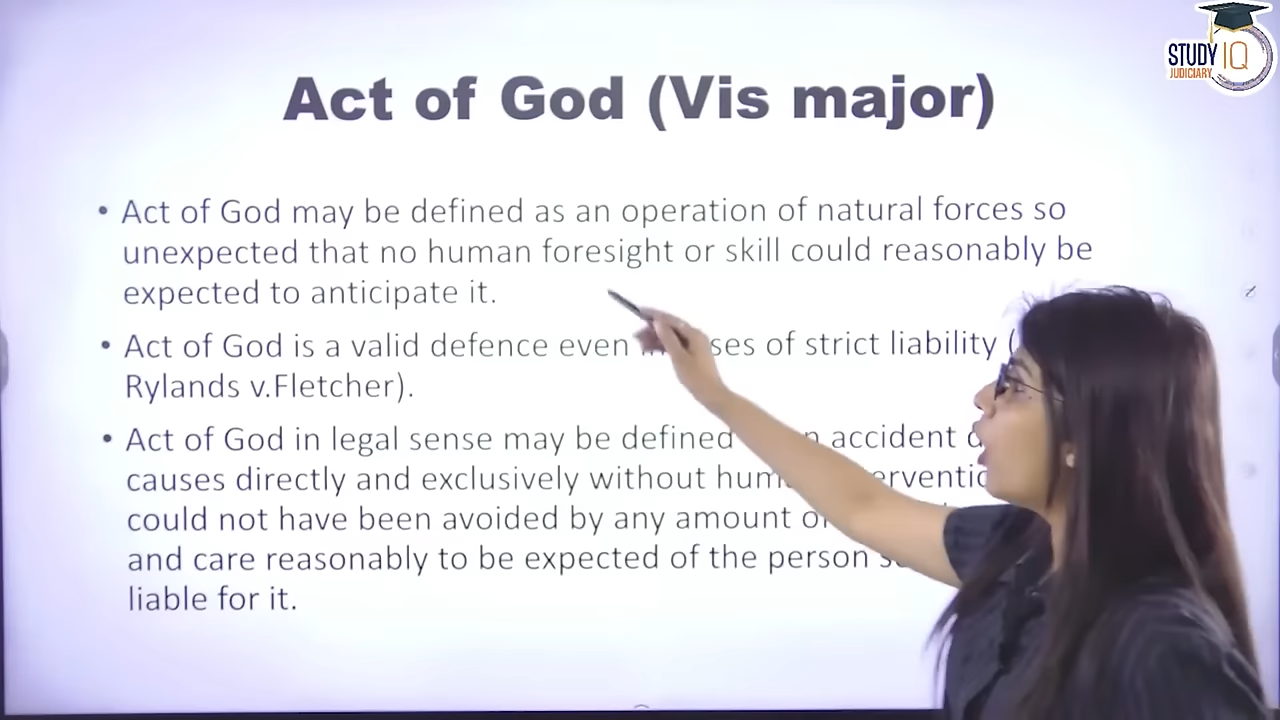 STUDY IQ
JUDICIARY
Act of God (Vis major)
• Act of God may be defined as an operation of natural forces so
unexpected that no human foresight or skill could reasonably be
expected to anticipate it.
• Act of God is a valid defence even of strict liability (
Rylands v.Fletcher).
• Act of God in legal sense may be defined accident
causes directly and exclusively without
could not have been avoided by any amount
and care reasonably to be expected of the person
liable for it.